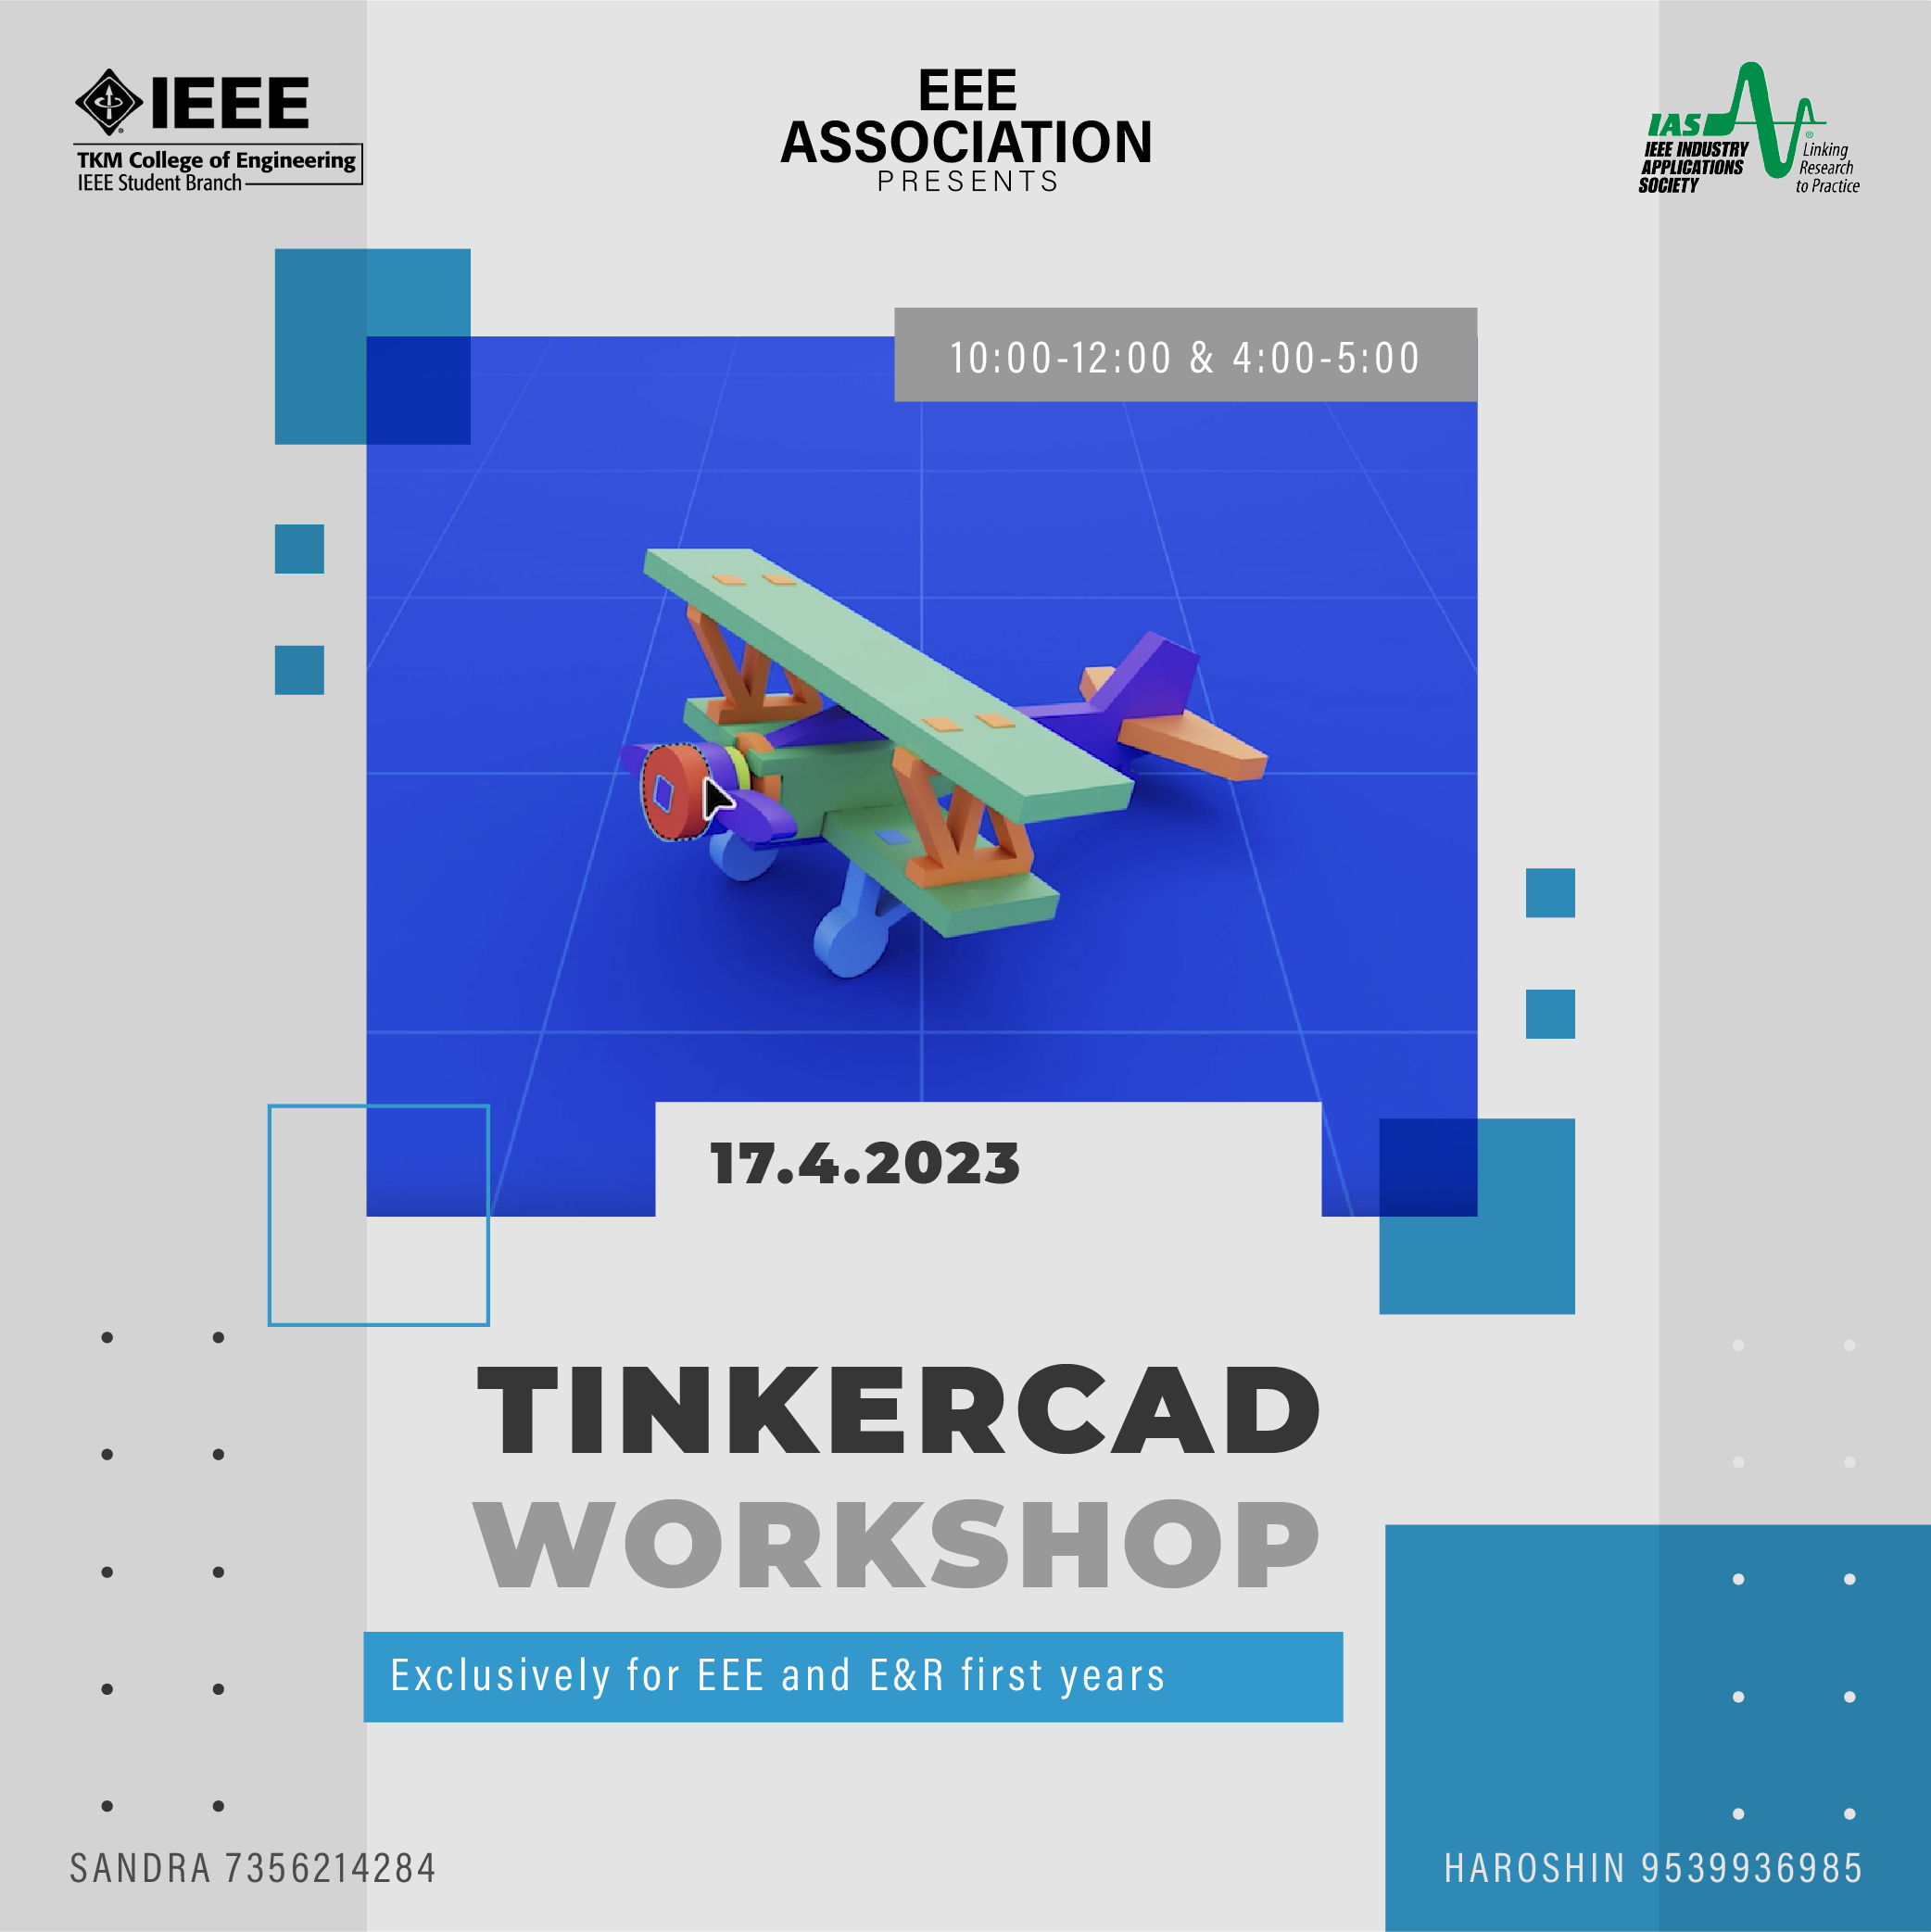 IEEE
TKM College of Engineering
IEEE Student Branch
EEE
ASSOCIATION
PRESENTS
IAS
IEEE INDUSTRY
APPLICATIONS
SOCIETY
®
Linking
Research
to Practice
10:00-12:00 & 4:00-5:00
17.4.2023
TINKERCAD
WORKSHOP
Exclusively for EEE and E&R first years
SANDRA 7356214284
HAROSHIN 9539936985